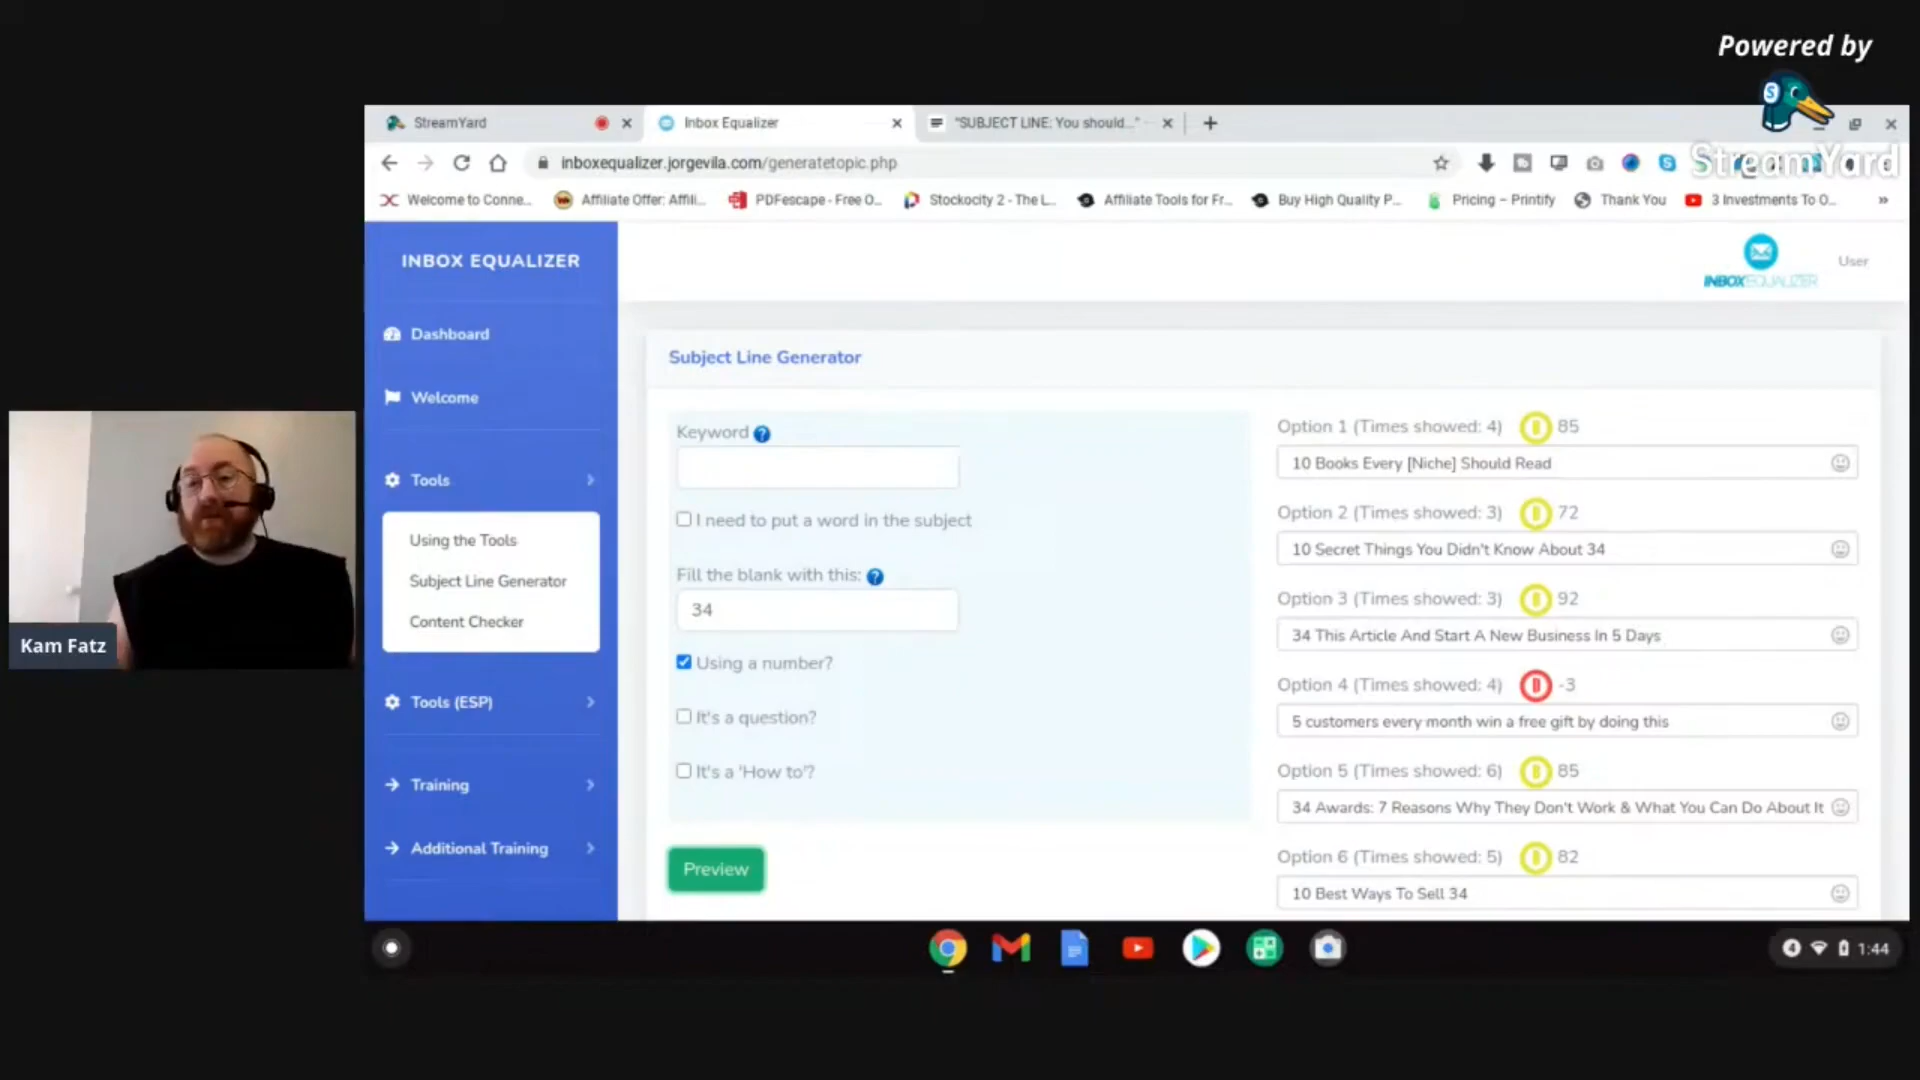 Powered by
StreamYard
StreamYard
Inbox Equalizer
"SUBJECT LINE: You should..."
inboxequalizer.jorgevila.com/generatetopic.php
Welcome to Conne...
Affiliate Offer: Affili...
PDFescape - Free O...
Stockocity 2 - The L...
Affiliate Tools for Fr...
Buy High Quality P...
Pricing – Printify
Thank You
3 Investments To O...
»
INBOX EQUALIZER
INBOXEQUALIZER
User
Dashboard
Welcome
Tools
Using the Tools
Subject Line Generator
Content Checker
Tools (ESP)
Training
Additional Training
Subject Line Generator
Keyword ?
I need to put a word in the subject
Fill the blank with this: ?
34
Using a number?
It's a question?
It's a 'How to'?
Preview
Option 1 (Times showed: 4) 85
10 Books Every [Niche] Should Read
Option 2 (Times showed: 3) 72
10 Secret Things You Didn't Know About 34
Option 3 (Times showed: 3) 92
34 This Article And Start A New Business In 5 Days
Option 4 (Times showed: 4) -3
5 customers every month win a free gift by doing this
Option 5 (Times showed: 6) 85
34 Awards: 7 Reasons Why They Don't Work & What You Can Do About It
Option 6 (Times showed: 5) 82
10 Best Ways To Sell 34
Kam Fatz
4 1:44